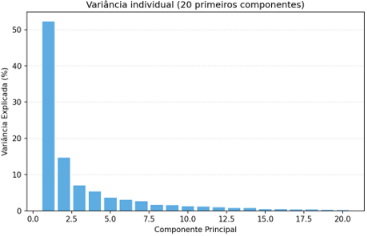 Variância individual (20 primeiros componentes)
Variância Explicada (%)
50
40
30
20
10
0
0.0 2.5 5.0 7.5 10.0 12.5 15.0 17.5 20.0
Componente Principal